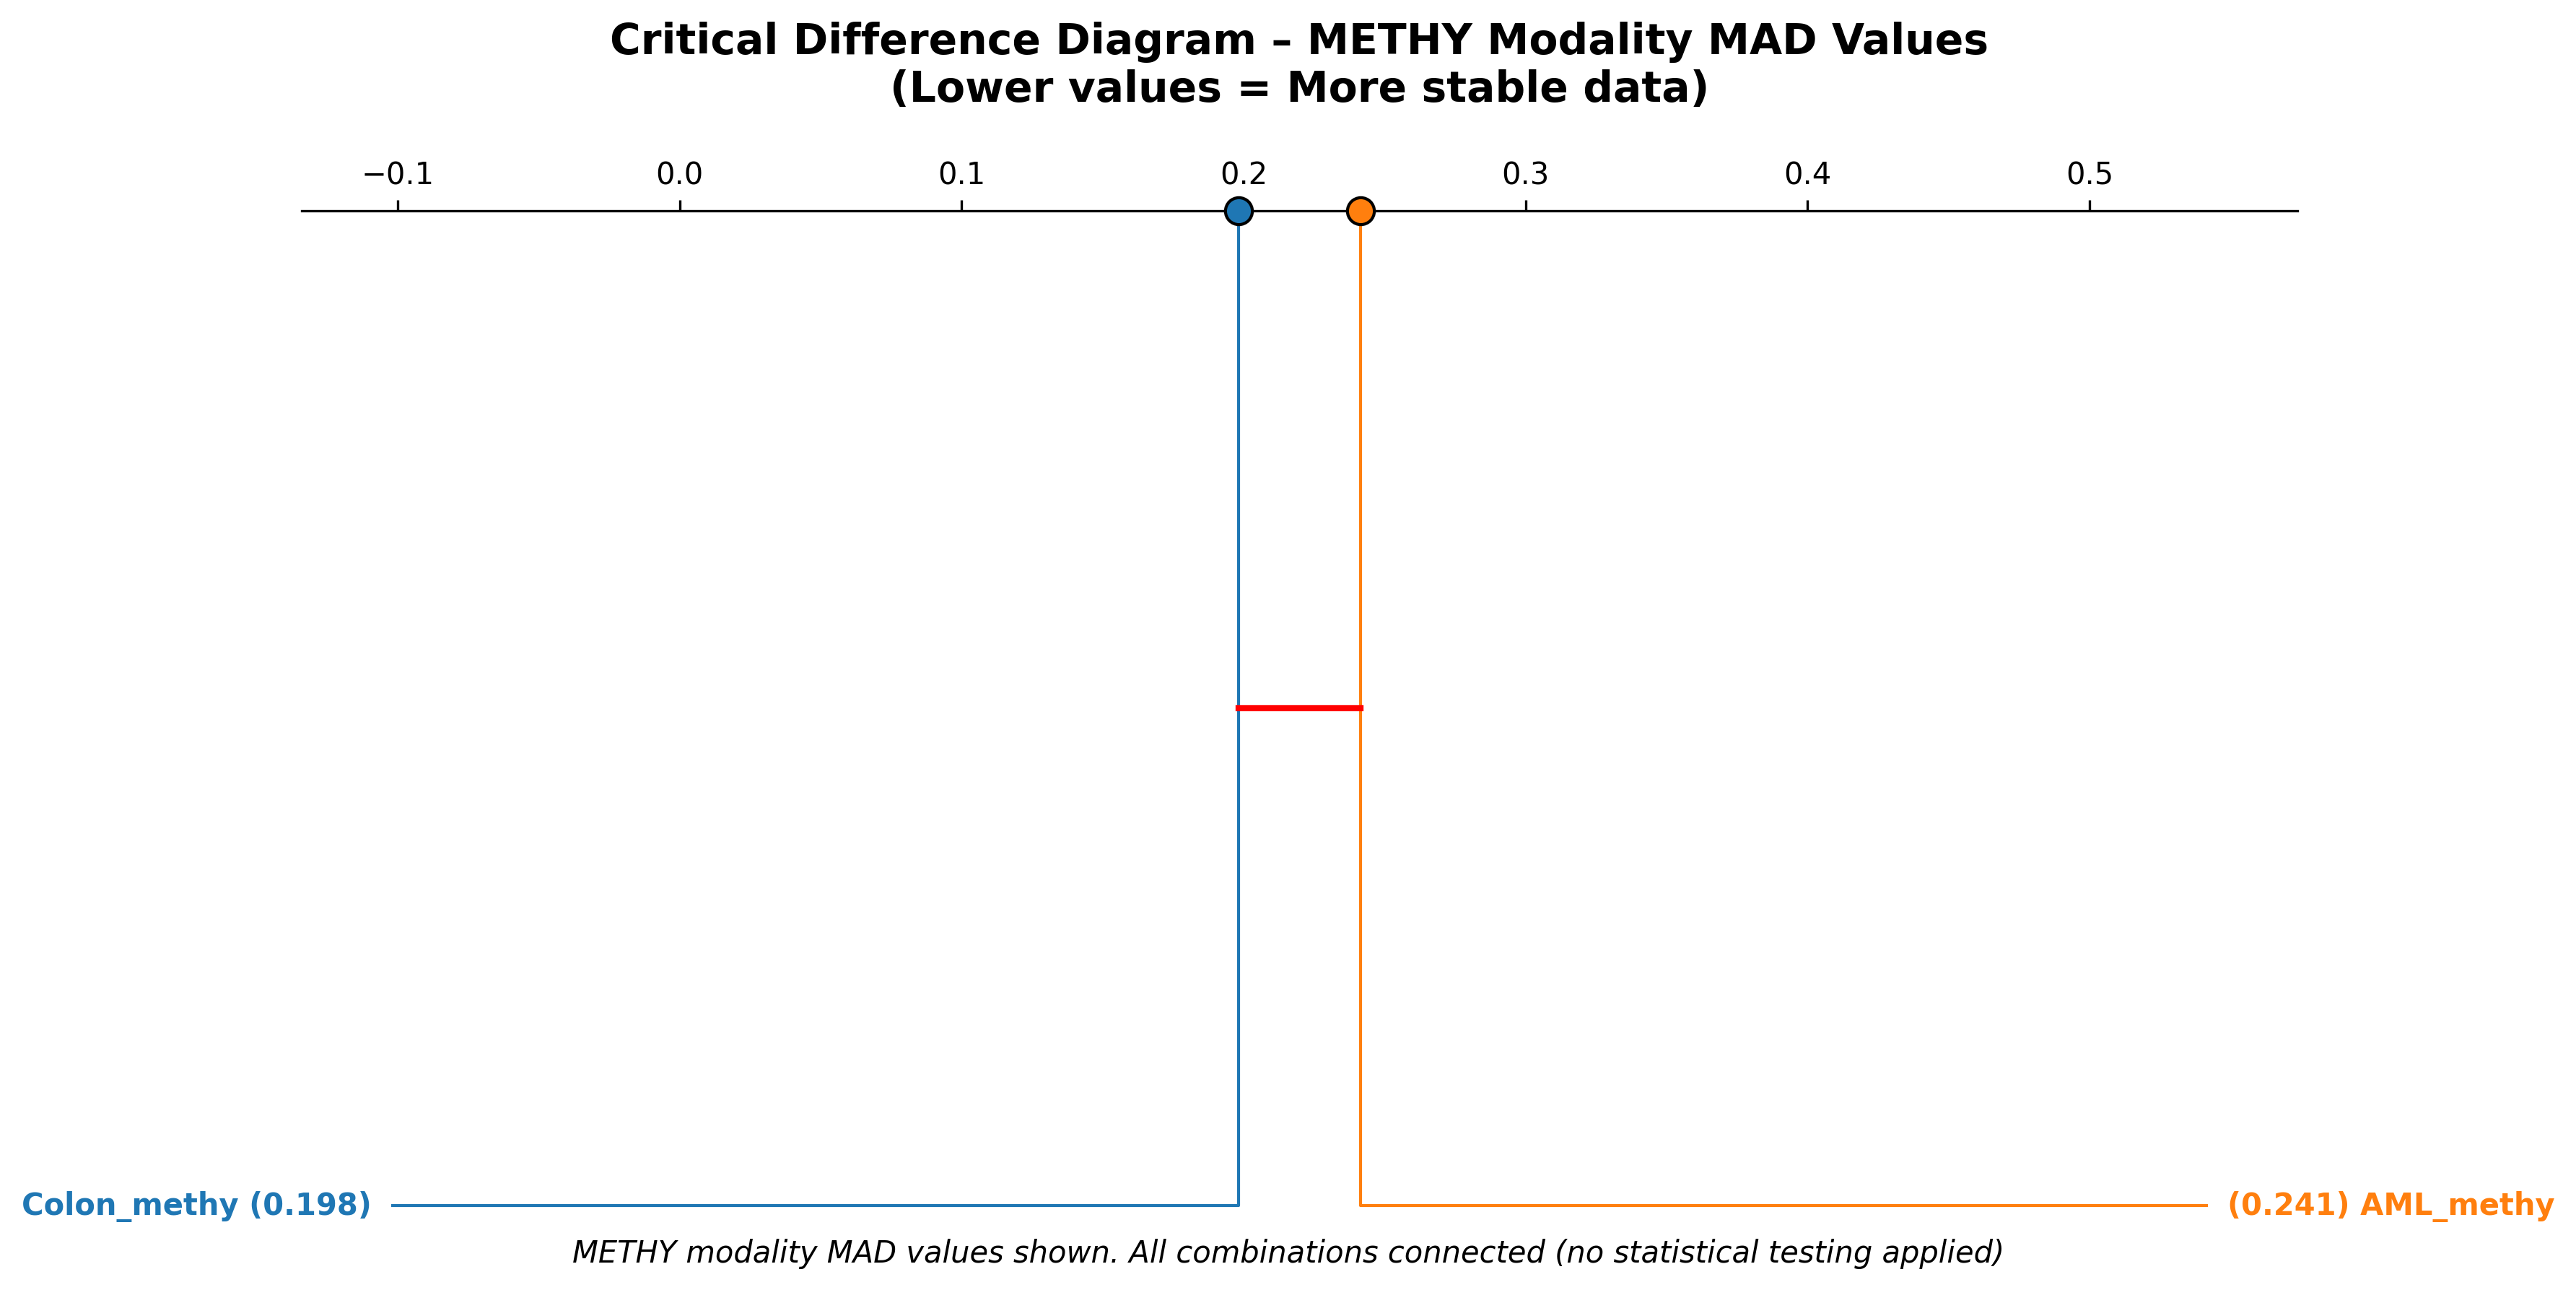 Critical Difference Diagram – METHY Modality MAD Values
(Lower values = More stable data)
−0.1 0.0 0.1 0.2 0.3 0.4 0.5
Colon_methy (0.198) (0.241) AML_methy
METHY modality MAD values shown. All combinations connected (no statistical testing applied)